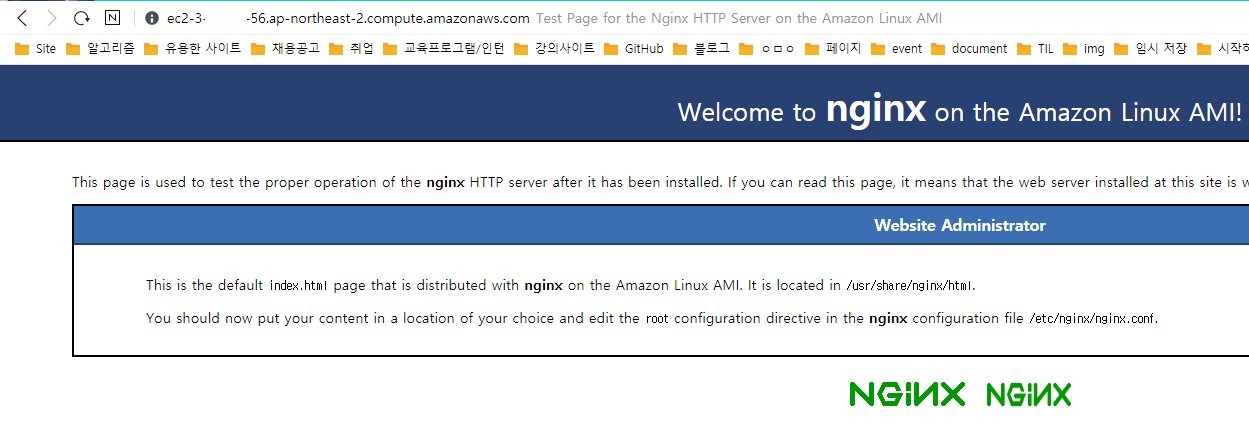 N ec2-3- -56.ap-northeast-2.compute.amazonaws.com Test Page for the Nginx HTTP Server on the Amazon Linux AMI
Site 알고리즘 유용한 사이트 채용공고 취업 교육프로그램/인턴 강의사이트 GitHub 블로그 ㅇㅁㅇ 페이지 event document TIL img 임시 저장
Welcome to nginx on the Amazon Linux AMI!
This page is used to test the proper operation of the nginx HTTP server after it has been installed. If you can read this page, it means that the web server installed at this site is
Website Administrator
This is the default index.html page that is distributed with nginx on the Amazon Linux AMI. It is located in /usr/share/nginx/html.
You should now put your content in a location of your choice and edit the root configuration directive in the nginx configuration file /etc/nginx/nginx.conf.
NGiNX NGiNX